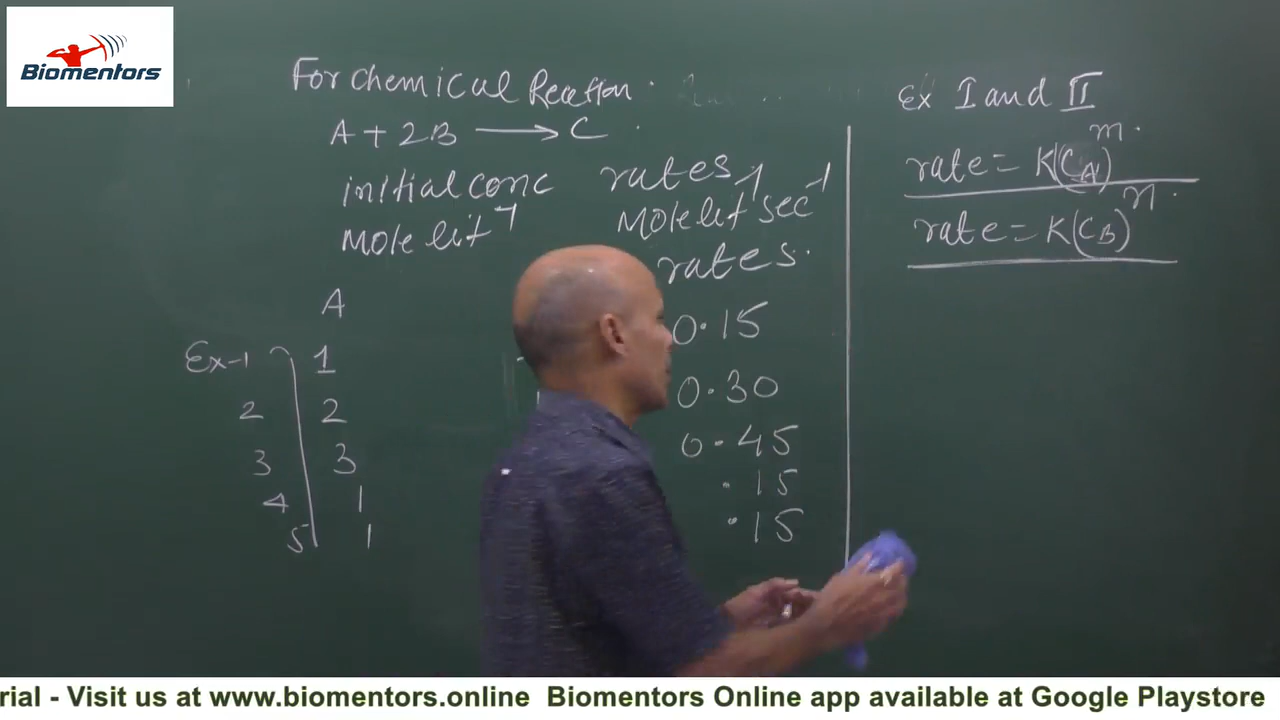 Biomentors
For chemical Reaction.
A + 2B → C
initial conc rates
Mole lit⁻¹ Mole lit⁻¹ sec⁻¹
rates.
A
Ex-1 1 0.15
2 2 0.30
3 3 0.45
4 1 .15
5 1 .15
Ex I and II
rate = K(CA)^m.
rate = K(CB)^n.
rial - Visit us at www.biomentors.online Biomentors Online app available at Google Playstore